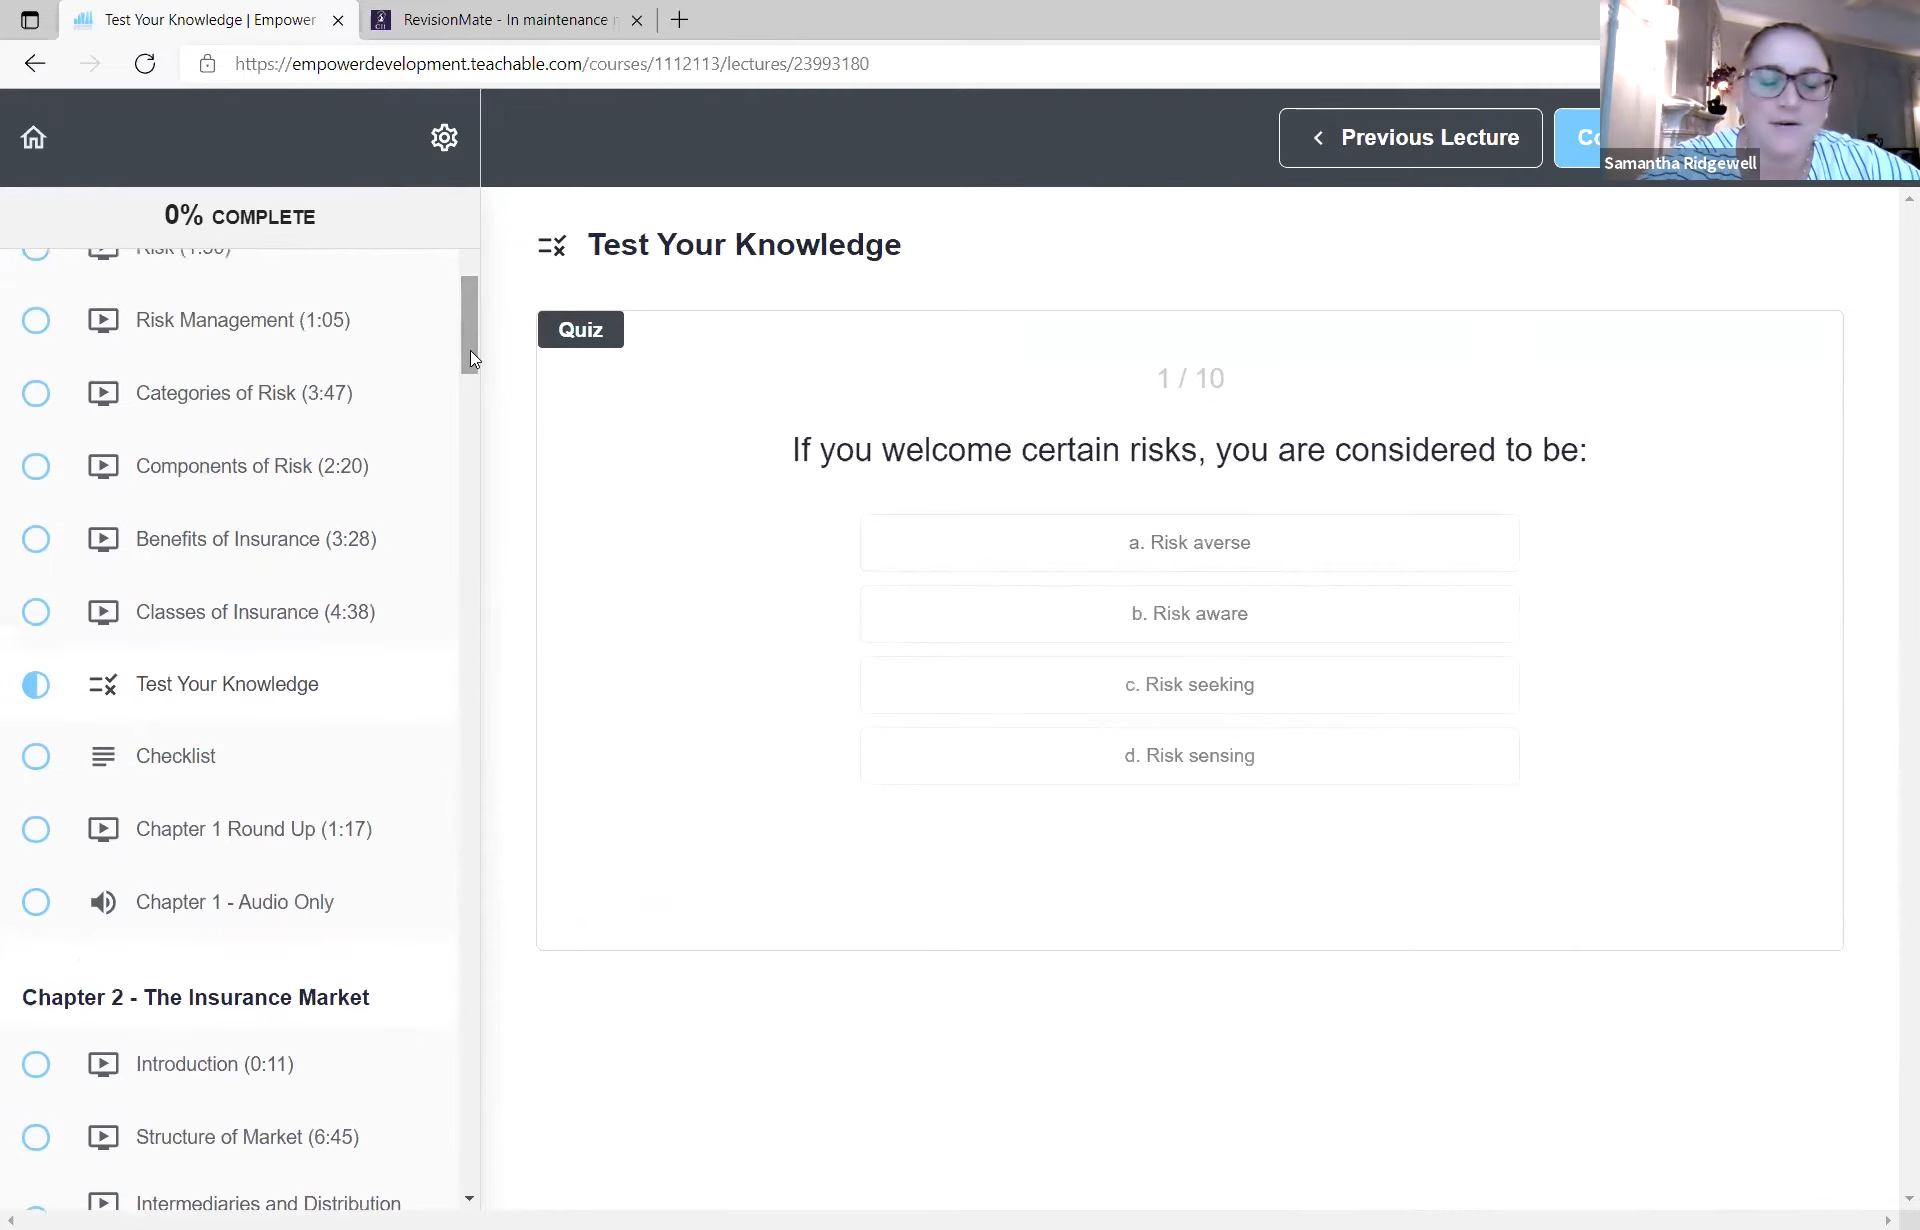 Test Your Knowledge | Empower
RevisionMate - In maintenance
https://empowerdevelopment.teachable.com/courses/1112113/lectures/23993180
Previous Lecture
Co
Samantha Ridgewell
0% COMPLETE
Risk (1:30)
Risk Management (1:05)
Categories of Risk (3:47)
Components of Risk (2:20)
Benefits of Insurance (3:28)
Classes of Insurance (4:38)
Test Your Knowledge
Checklist
Chapter 1 Round Up (1:17)
Chapter 1 - Audio Only
Chapter 2 - The Insurance Market
Introduction (0:11)
Structure of Market (6:45)
Intermediaries and Distribution
Test Your Knowledge
Quiz
1 / 10
If you welcome certain risks, you are considered to be:
a. Risk averse
b. Risk aware
c. Risk seeking
d. Risk sensing